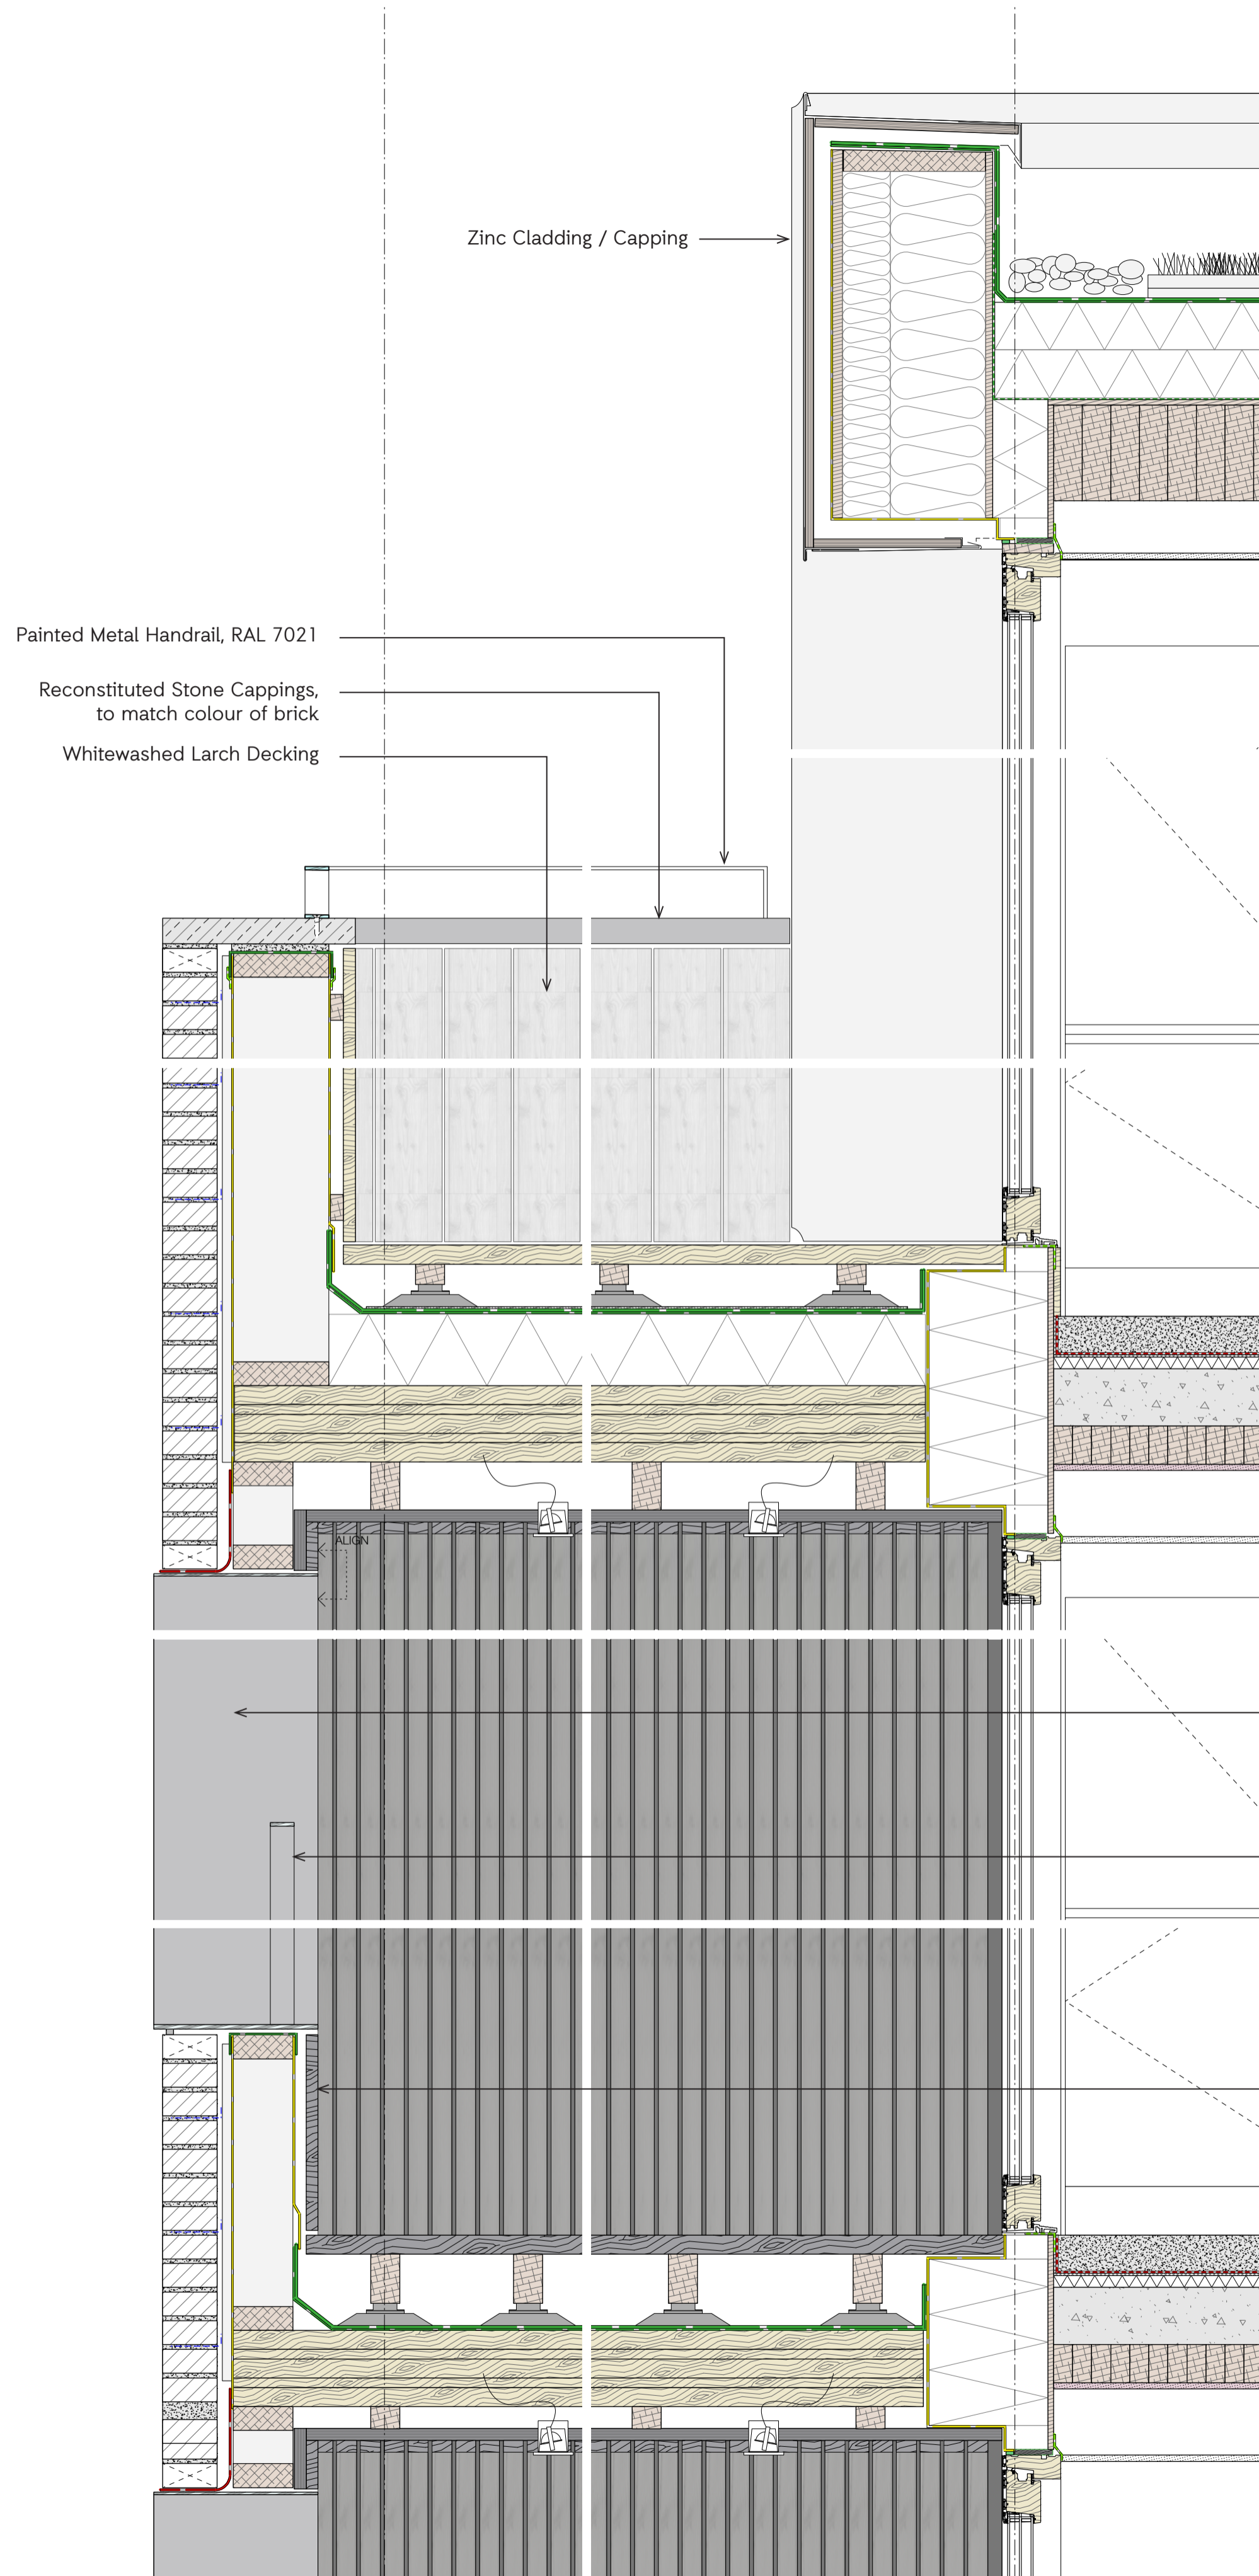 Zinc Cladding / Capping
Painted Metal Handrail, RAL 7021
Reconstituted Stone Cappings,
to match colour of brick
Whitewashed Larch Decking
ALIGN